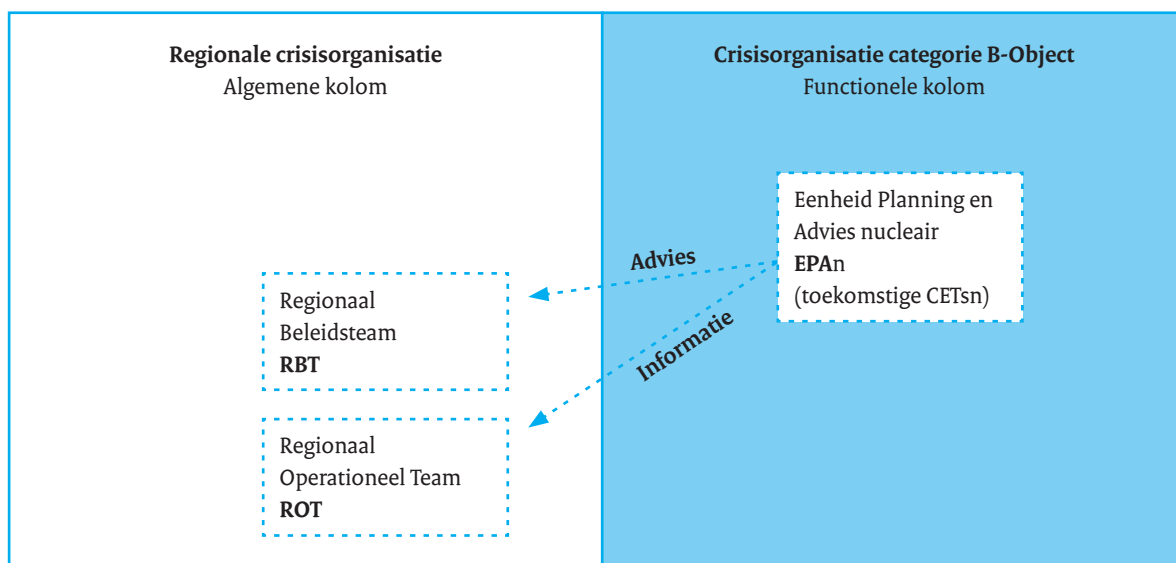 Regionale crisisorganisatie
Algemene kolom
Crisisorganisatie categorie B-Object
Functionele kolom
Eenheid Planning en
Advies nucleair
EPAn
(toekomstige CETsn)
Advies
Informatie
Regionaal
Beleidsteam
RBT
Regionaal
Operationeel Team
ROT